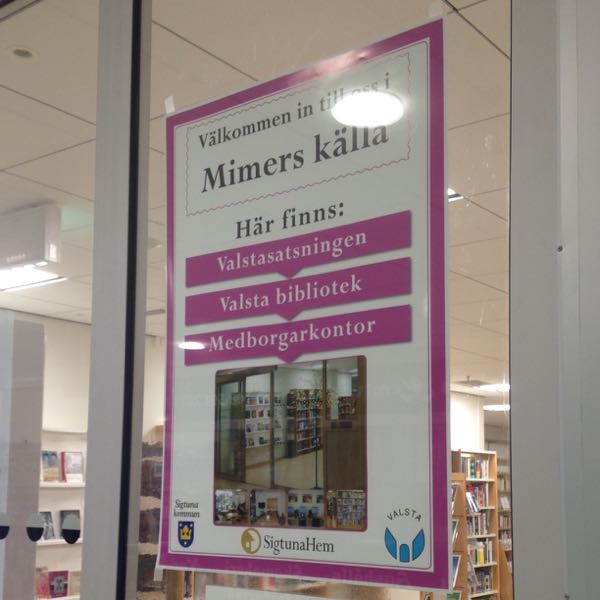 Välkommen in till oss i
Mimers källa
Här finns:
Valstasatsningen
Valsta bibliotek
Medborgarkontor
Sigtuna
kommun
SigtunaHem
VALSTA